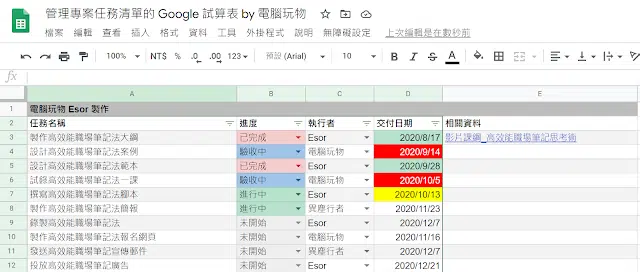 管理專案任務清單的 Google 試算表 by 電腦玩物
檔案 編輯 查看 插入 格式 資料 工具 外掛程式 說明 無障礙設定 上次編輯是在數秒前
100% NT$ % .0 .00 123 預設 (Arial) 10 B I S A
fx
A B C D E
1 電腦玩物 Esor 製作
2 任務名稱 進度 執行者 交付日期 相關資料
3 製作高效能職場筆記法大綱 已完成 Esor 2020/8/17 影片課綱_高效能職場筆記思考術
4 設計高效能職場筆記法案例 驗收中 電腦玩物 2020/9/14
5 設計高效能職場筆記法範本 已完成 Esor 2020/9/28
6 試錄高效能職場筆記法一課 驗收中 電腦玩物 2020/10/5
7 撰寫高效能職場筆記法腳本 進行中 Esor 2020/10/13
8 製作高效能職場筆記法簡報 進行中 異塵行者 2020/11/23
9 錄製高效能職場筆記法 未開始 Esor 2020/12/7
10 製作高效能職場筆記法報名網頁 未開始 電腦玩物 2020/11/16
11 發送高效能職場筆記宣傳郵件 未開始 異塵行者 2020/12/7
12 投放高效能職場筆記廣告 未開始 Esor 2020/12/21